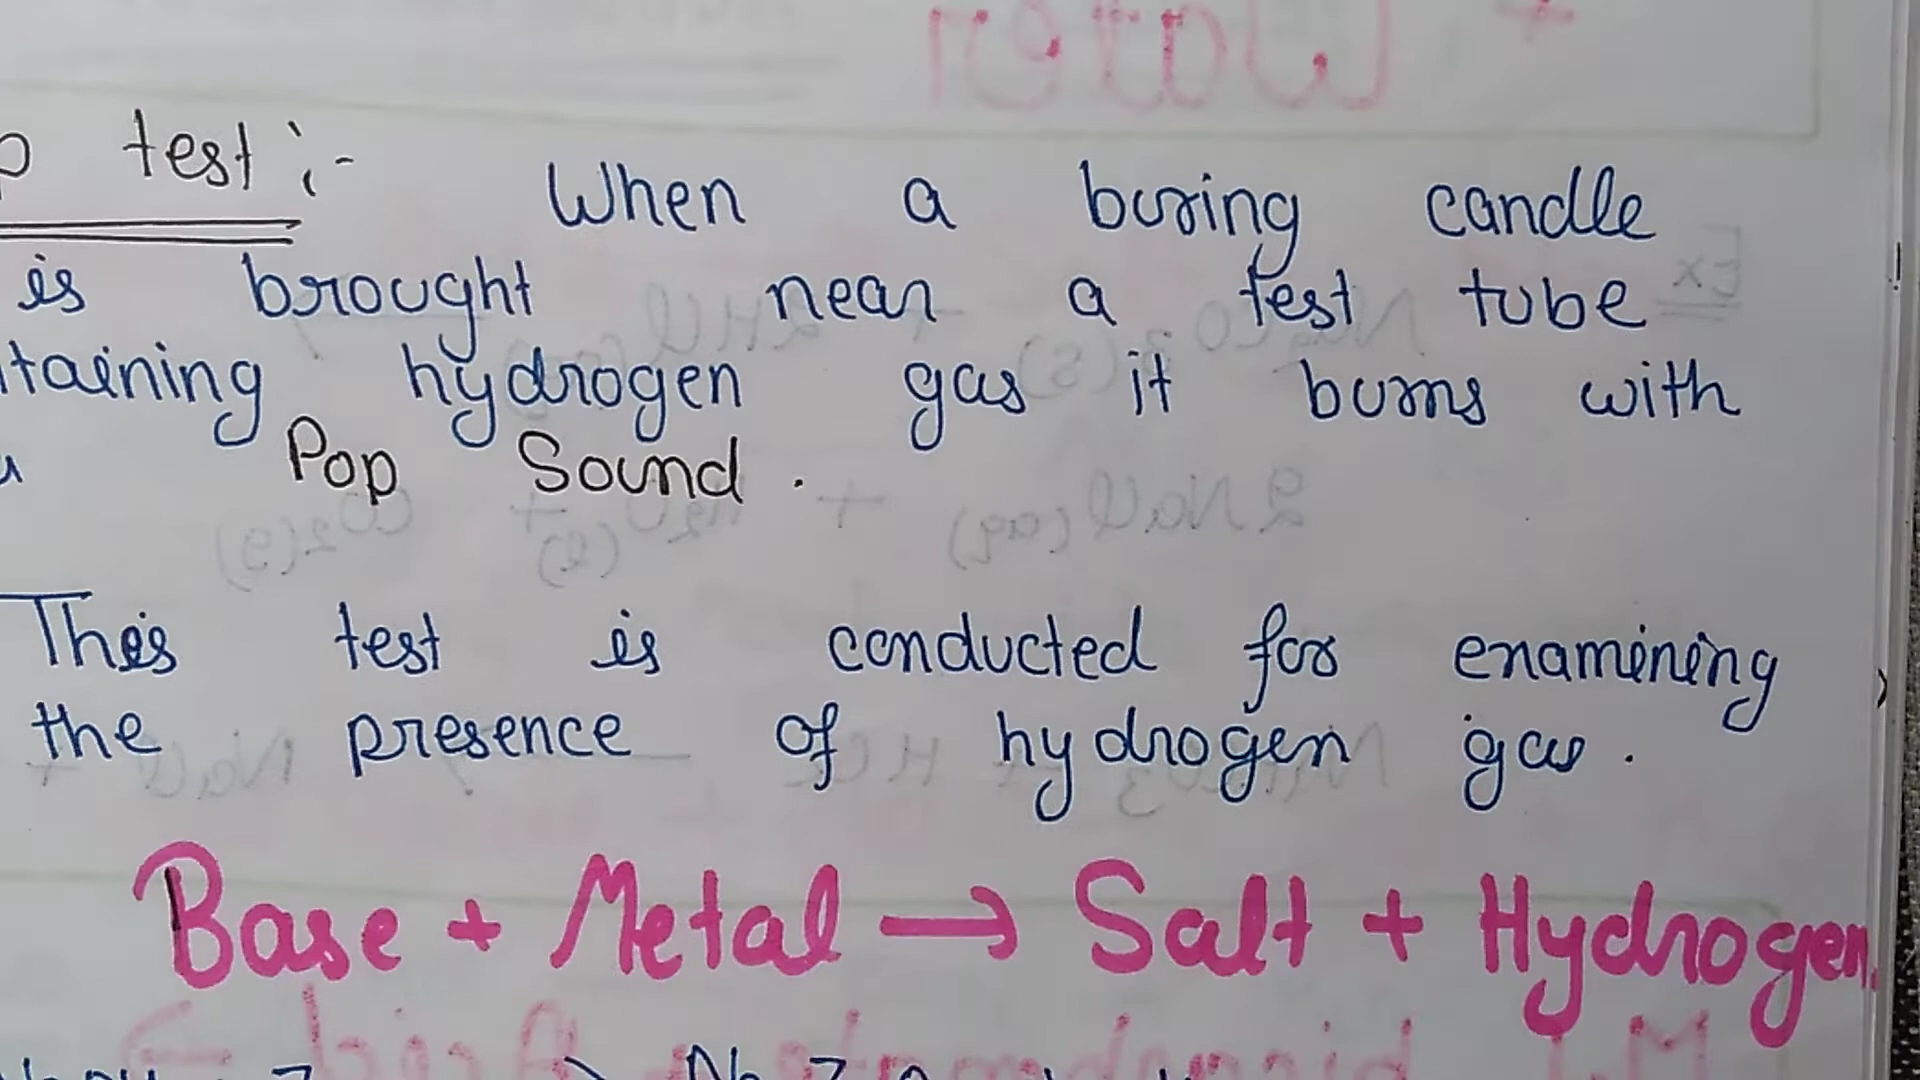 test :-
When a buring candle
is brought near a test tube
taining hydrogen gas it burns with
Pop Sound .
This test is conducted for enamining
the presence of hydrogen gas .
Base + Metal → Salt + Hydrogen.